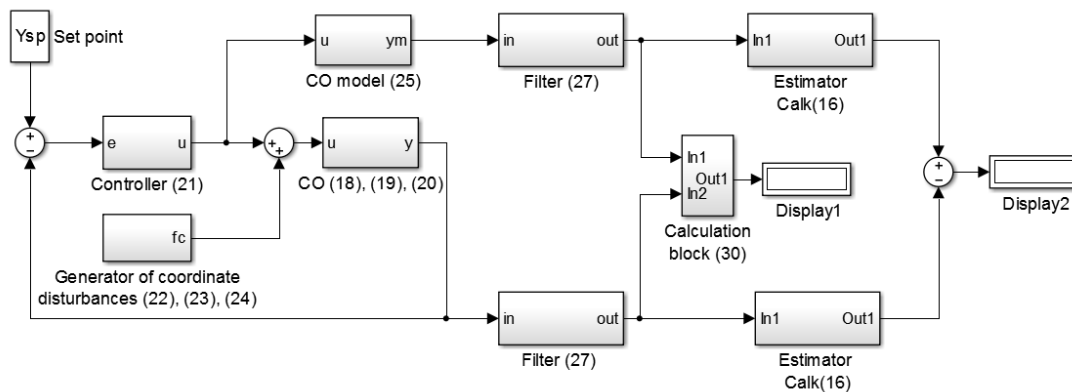 Ysp
Set point
u
ym
CO model (25)
in
out
Filter (27)
In1
Out1
Estimator
Calk(16)
+
−
e
u
Controller (21)
+
+
u
y
CO (18), (19), (20)
In1
Out1
In2
Calculation
block (30)
Display1
+
−
Display2
fc
Generator of coordinate
disturbances (22), (23), (24)
in
out
Filter (27)
In1
Out1
Estimator
Calk(16)